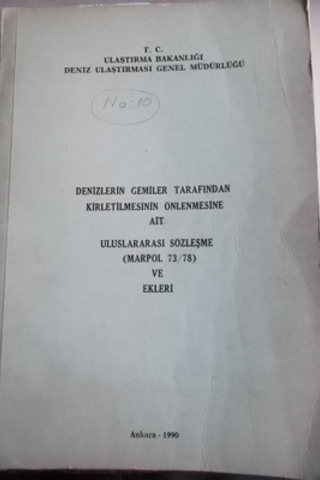 T. C.
ULAŞTIRMA BAKANLIĞI
DENİZ ULAŞTIRMASI GENEL MÜDÜRLÜĞÜ
No: 10
DENİZLERİN GEMİLER TARAFINDAN
KİRLETİLMESİNİN ÖNLENMESİNE
AİT
ULUSLARARASI SÖZLEŞME
(MARPOL 73/78)
VE
EKLERİ
Ankara - 1990